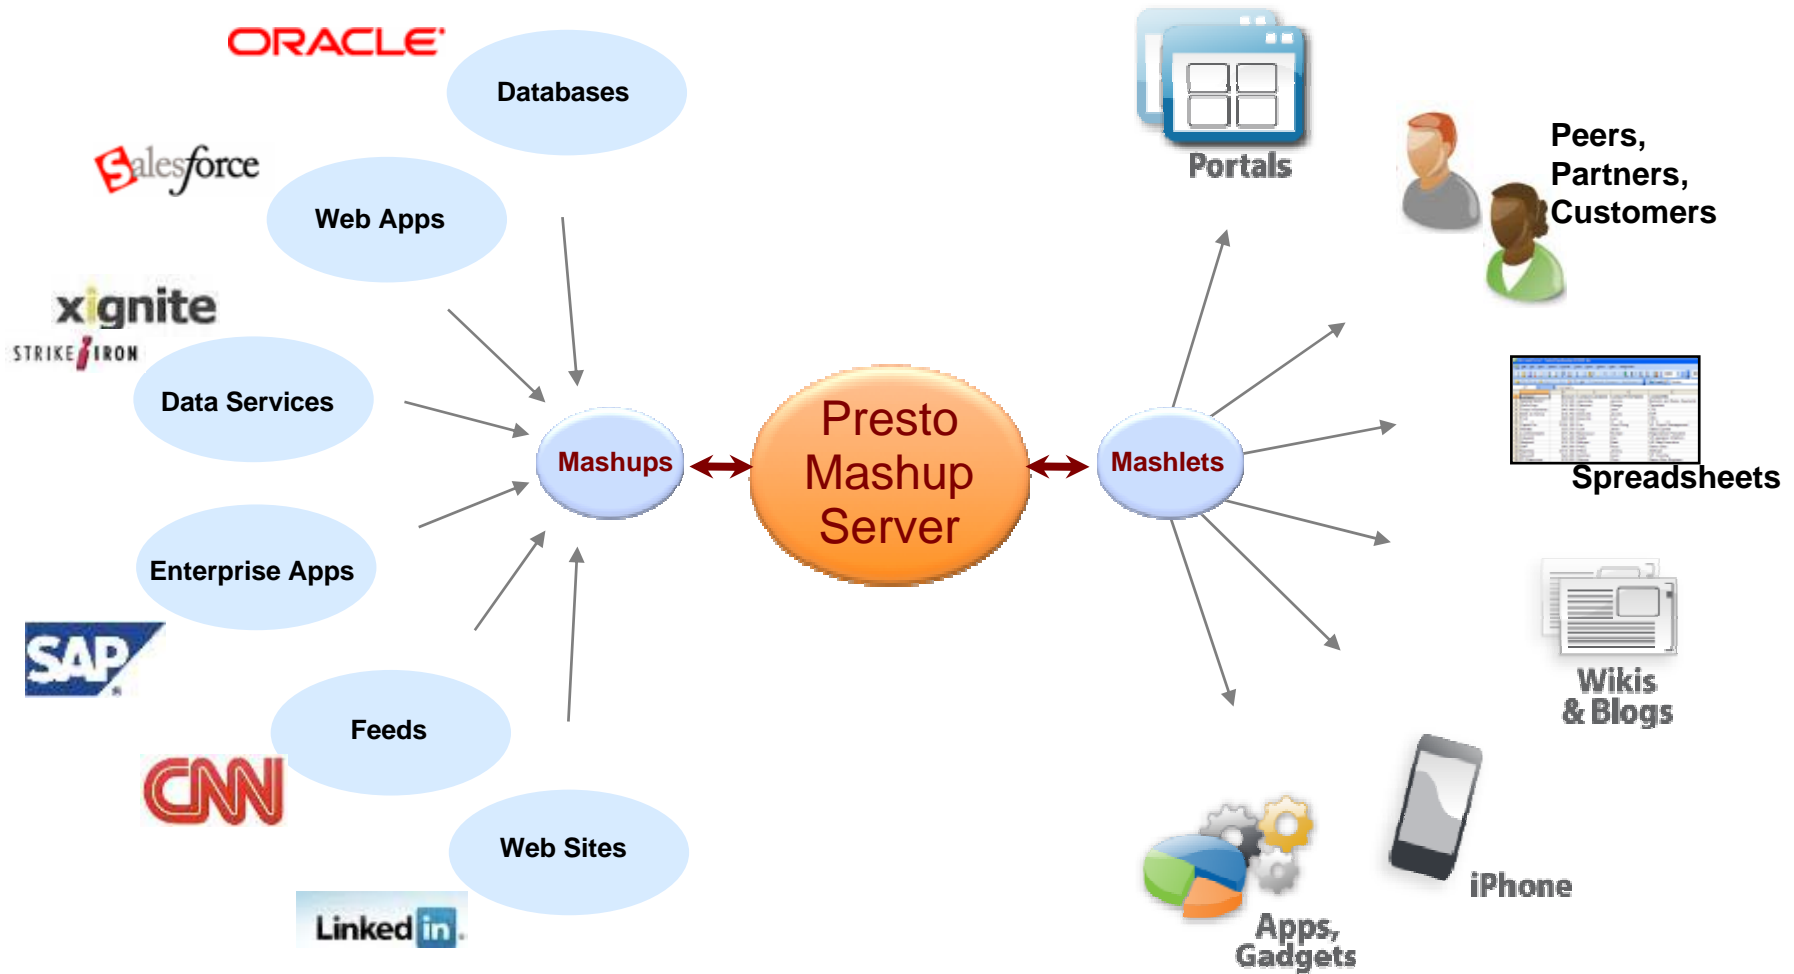 ORACLE
Databases
Salesforce
Web Apps
xignite
STRIKE IRON
Data Services
Enterprise Apps
SAP
Feeds
CNN
Web Sites
Linked in
Mashups
Presto
Mashup
Server
Mashlets
Portals
Peers,
Partners,
Customers
Spreadsheets
Wikis
& Blogs
iPhone
Apps,
Gadgets